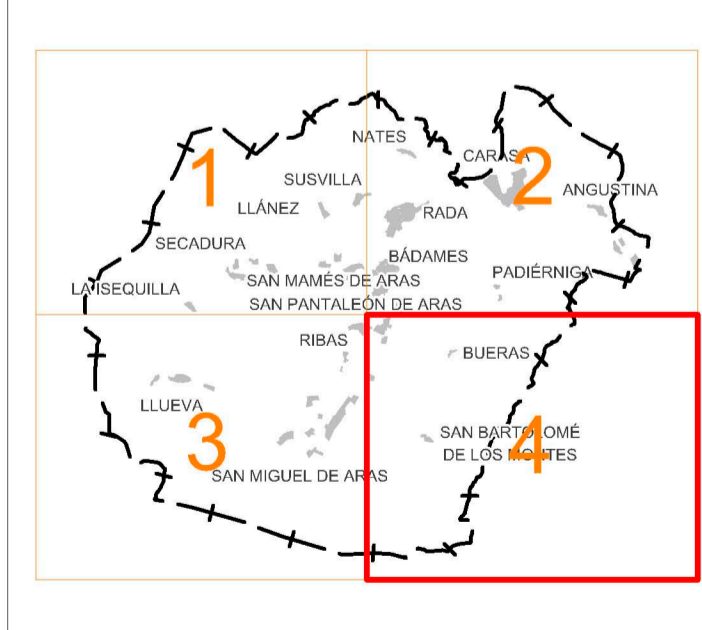 NATES
CARASA
1
2
SUSVILLA
ANGUSTINA
LLÁNEZ
RADA
SECADURA
BÁDAMES
PADIÉRNIGA
SAN MAMÉS DE ARAS
LA ISEQUILLA
SAN PANTALEÓN DE ARAS
RIBAS
BUERAS
LLUEVA
3
4
SAN BARTOLOMÉ
DE LOS MONTES
SAN MIGUEL DE ARAS